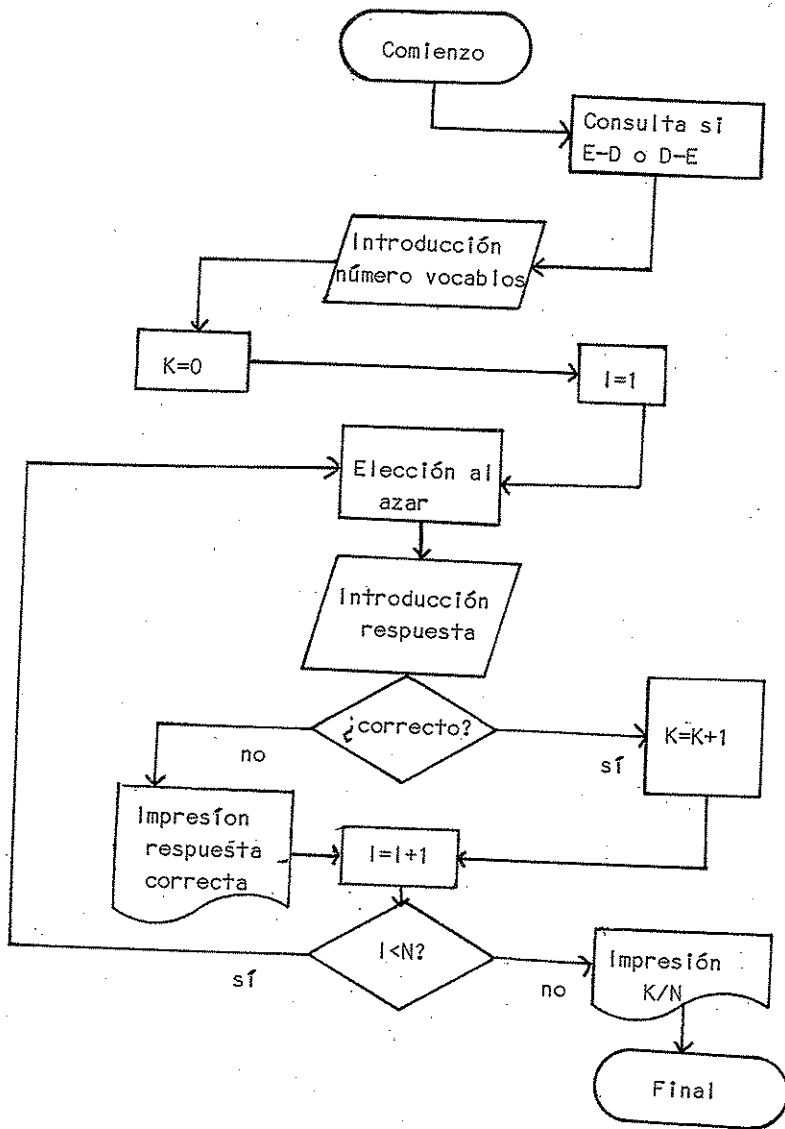 Comienzo
Consulta si
E-D o D-E
Introducción
número vocablos
K=0
I=1
Elección al
azar
Introducción
respuesta
¿correcto?
no
sí
K=K+1
Impresíon
respuesta
correcta
I=I+1
I<N?
sí
no
Impresión
K/N
Final